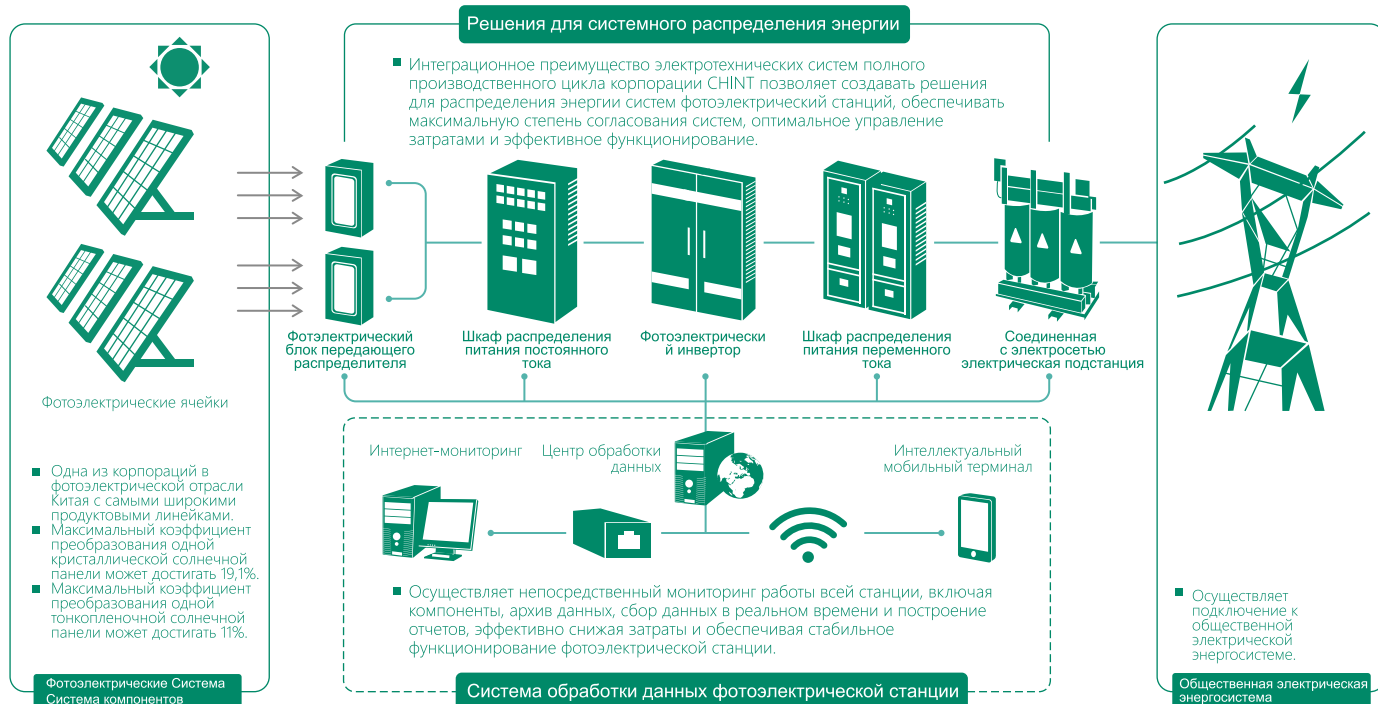 Решения для системного распределения энергии
Интеграционное преимущество электротехнических систем полного
производственного цикла корпорации CHINT позволяет создавать решения
для распределения энергии систем фотоэлектрический станций, обеспечивать
максимальную степень согласования систем, оптимальное управление
затратами и эффективное функционирование.
Фотоэлектрические ячейки
Одна из корпораций в
фотоэлектрической отрасли
Китая с самыми широкими
продуктовыми линейками.
Максимальный коэффициент
преобразования одной
кристаллической солнечной
панели может достигать 19,1%.
Максимальный коэффициент
преобразования одной
тонкопленочной солнечной
панели может достигать 11%.
Фотоэлектрические Система
Система компонентов
Фотэлектрический
блок передающего
распределителя
Шкаф распределения
питания постоянного
тока
Фотоэлектрически
й инвертор
Шкаф распределения
питания переменного
тока
Соединенная
с электросетью
электрическая подстанция
Интернет-мониторинг
Центр обработки
данных
Интеллектуальный
мобильный терминал
Осуществляет непосредственный мониторинг работы всей станции, включая
компоненты, архив данных, сбор данных в реальном времени и построение
отчетов, эффективно снижая затраты и обеспечивая стабильное
функционирование фотоэлектрической станции.
Система обработки данных фотоэлектрической станции
Осуществляет
подключение к
общественной
электрической
энергосистеме.
Общественная электрическая
энергосистема